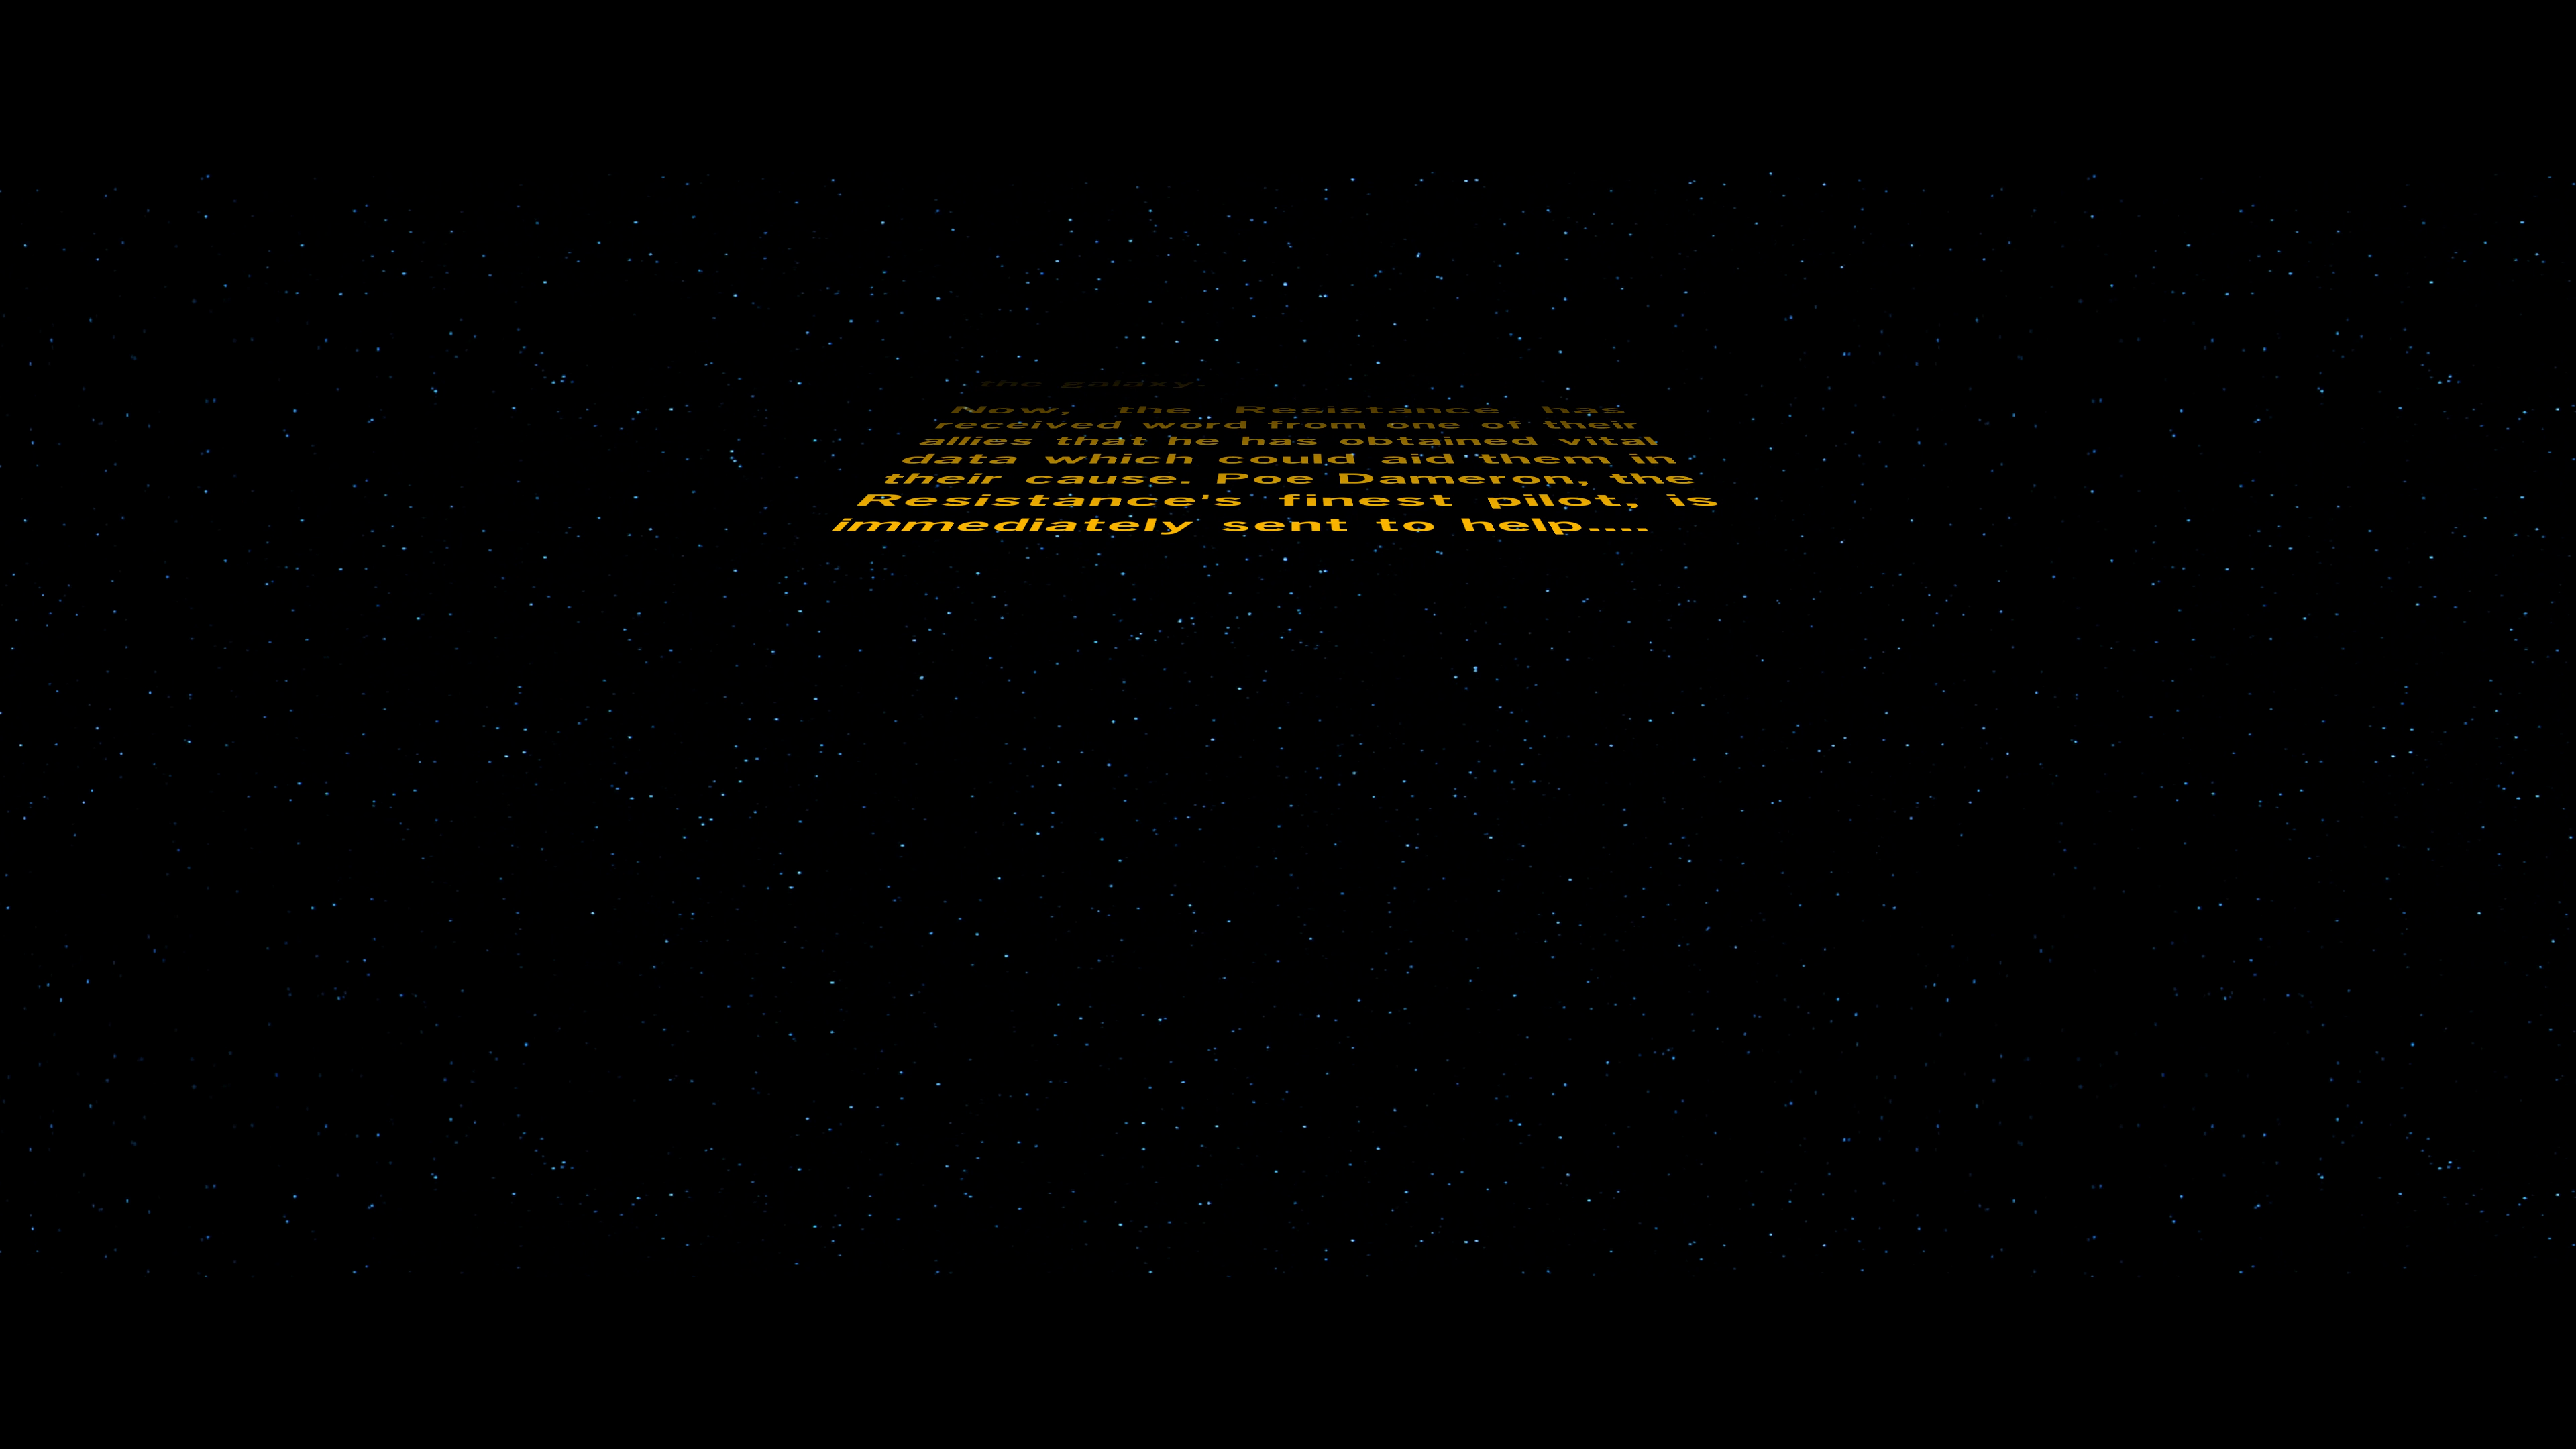 the galaxy.
Now, the Resistance has
received word from one of their
allies that he has obtained vital
data which could aid them in
their cause. Poe Dameron, the
Resistance's finest pilot, is
immediately sent to help....